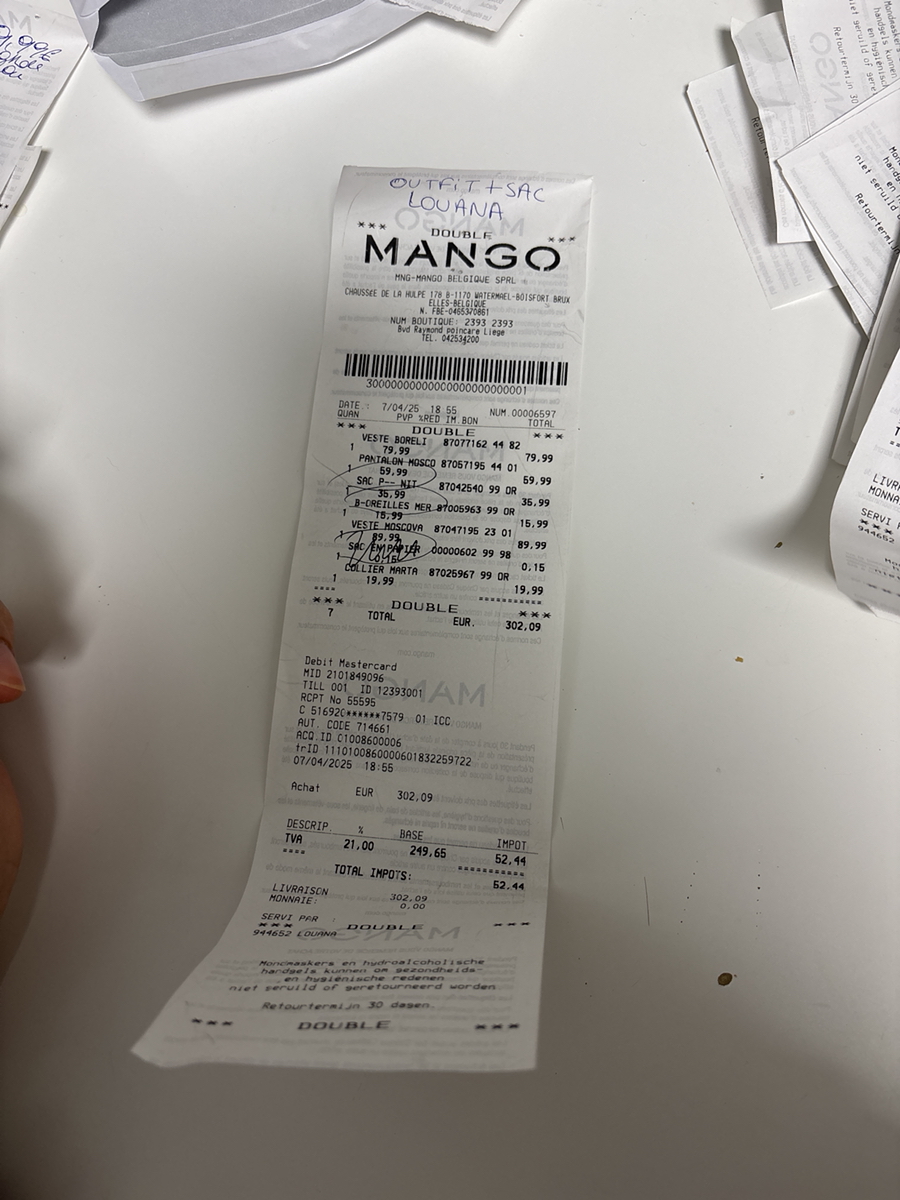 OUTFIT + SAC
LOUANA
*** DOUBLE ***
MANGO
MNG-MANGO BELGIQUE SPRL
CHAUSSÉE DE LA HULPE 178 B-1170 WATERMAEL-BOISFORT BRUX
ELLES-BELGIQUE
N. FBE-0465370861
NUM BOUTIQUE: 2393 2393
Bvd Raymond poincare Liege
TEL. 042534200
30000000000000000000000001
DATE.: 7/04/25 18 55 NUM.00006597
QUAN PVP %RED IM.BON TOTAL
*** DOUBLE ***
VESTE BORELI 87077162 44 82
1 79,99 79,99
PANTALON MOSCO 87057195 44 01
1 59,99 59,99
SAC P-- NIT 87042540 99 OR
1 35,99 35,99
B-OREILLES MER 87005963 99 OR
1 15,99 15,99
VESTE MOSCOVA 87047195 23 01
1 89,99 89,99
SAC EN PAPIER 00000602 99 98
1 0,15 0,15
COLLIER MARTA 87025967 99 OR
1 19,99 19,99
==== ===========
*** DOUBLE ***
7 TOTAL EUR. 302,09
Debit Mastercard
MID 2101849096
TILL 001 ID 12393001
RCPT No 55595
C 516920******7579 01 ICC
AUT. CODE 714661
ACQ.ID 01008600006
trID 1110100860000601832259722
07/04/2025 18:55
Achat EUR 302,09
DESCRIP. % BASE IMPOT
TVA 21,00 249,65 52,44
==== ===========
TOTAL IMPOTS: 52,44
LIVRAISON 302,09
MONNAIE: 0,00
SERVI PAR
*** DOUBLE ***
944652 LOUANA
Mondmaskers en hydroalcoholische
handgels kunnen om gezondheids-
en hygiënische redenen
niet geruild of geretourneerd worden
Retourtermijn 30 dagen.
*** DOUBLE ***